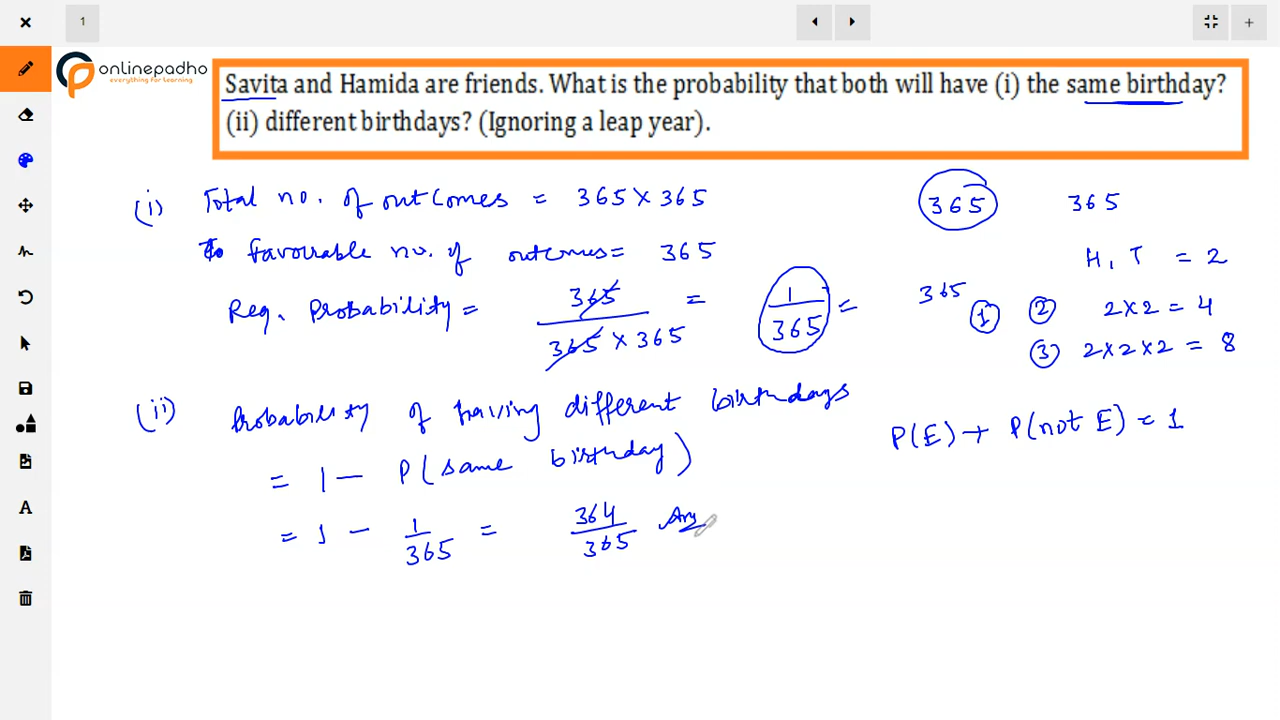 1
onlinepadho
everything for learning
Savita and Hamida are friends. What is the probability that both will have (i) the same birthday?
(ii) different birthdays? (Ignoring a leap year).
(i) Total no. of outcomes = 365 × 365
365 365
Favourable no. of outcomes = 365
H, T = 2
Req. Probability = 365 / 365 × 365 = 1 / 365 =
365 ① ② 2×2 = 4
③ 2×2×2 = 8
(ii) Probability of having different birthdays
P(E) + P(not E) = 1
= 1 − P(same birthday)
= 1 − 1 / 365 = 364 / 365 Ans
A